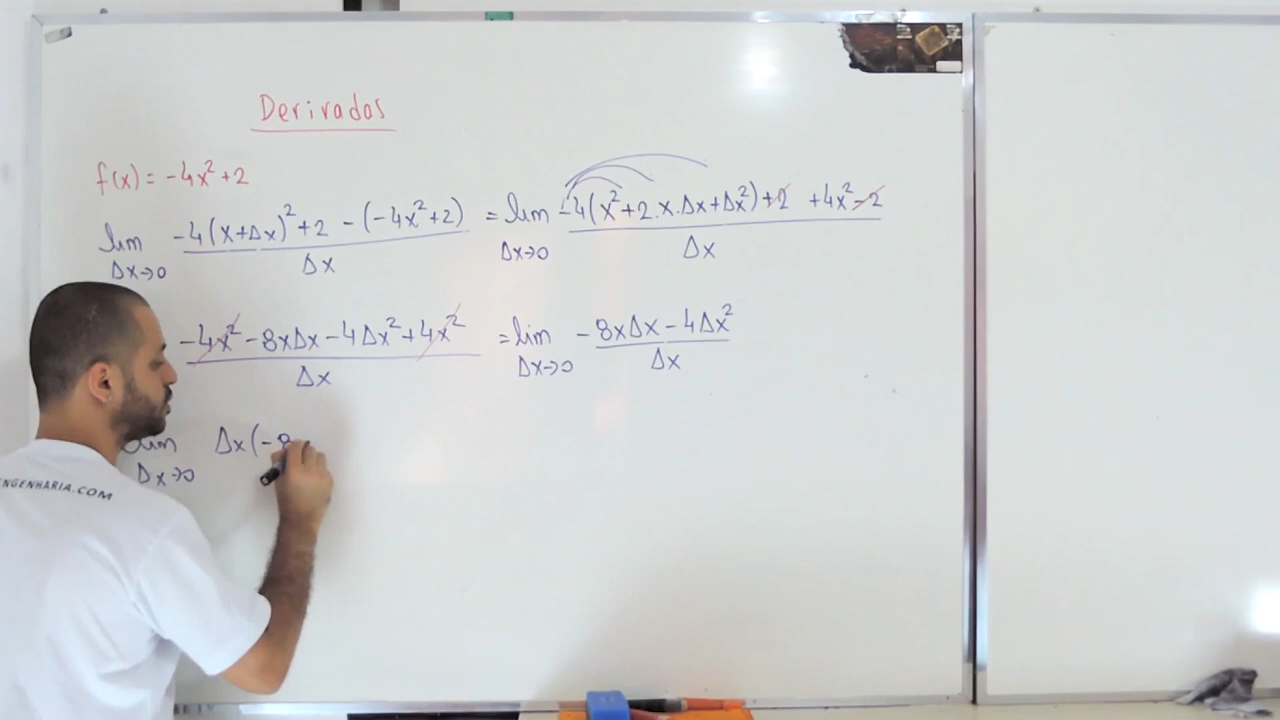 Derivadas
f(x) = -4x² + 2
lim Δx→0 -4(x+Δx)² + 2 - (-4x² + 2) / Δx = lim Δx→0 -4(x² + 2.x.Δx + Δx²) + 2 + 4x² - 2 / Δx
-4x² - 8xΔx - 4Δx² + 4x² / Δx = lim Δx→0 -8xΔx - 4Δx² / Δx
lim Δx→0 Δx(-8
NGENHARIA.COM